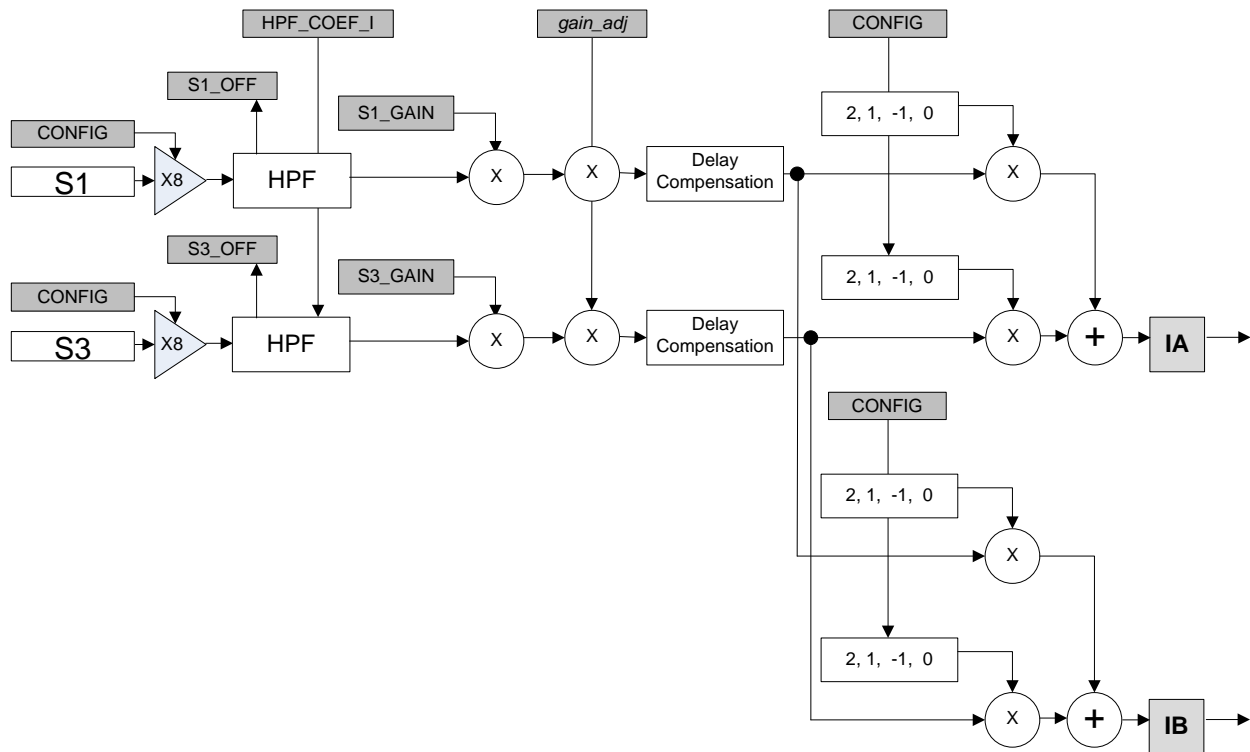 HPF_COEF_I
gain_adj
CONFIG
S1_OFF
S1_GAIN
2, 1, -1, 0
CONFIG
S1
X8
HPF
X
X
Delay
Compensation
X
S3_OFF
S3_GAIN
2, 1, -1, 0
CONFIG
S3
X8
HPF
X
X
Delay
Compensation
X
+
IA
CONFIG
2, 1, -1, 0
X
2, 1, -1, 0
X
+
IB